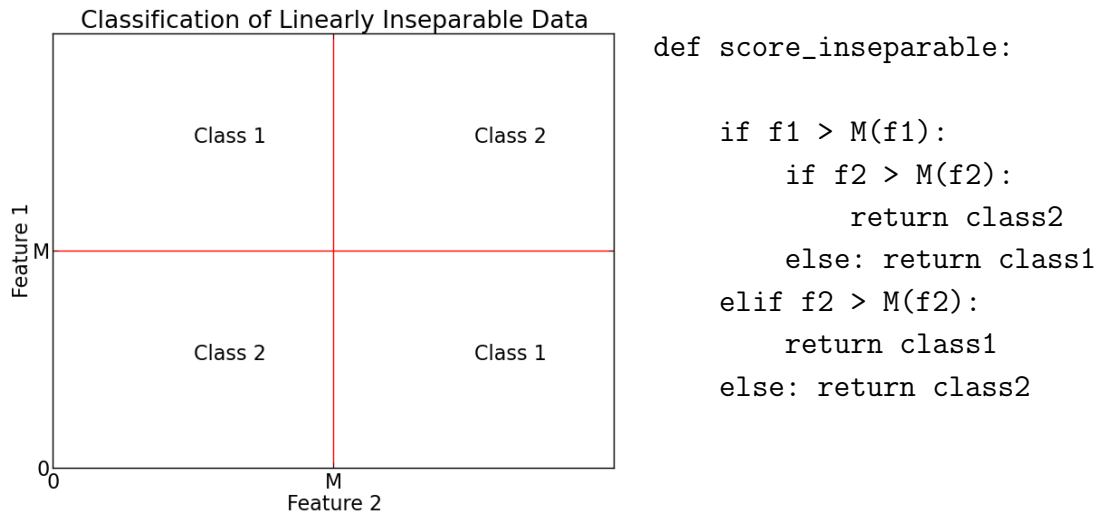 Classification of Linearly Inseparable Data
Class 1
Class 2
Feature 1
M
Class 2
Class 1
0
0
M
Feature 2
def score_inseparable:
if f1 > M(f1):
if f2 > M(f2):
return class2
else: return class1
elif f2 > M(f2):
return class1
else: return class2